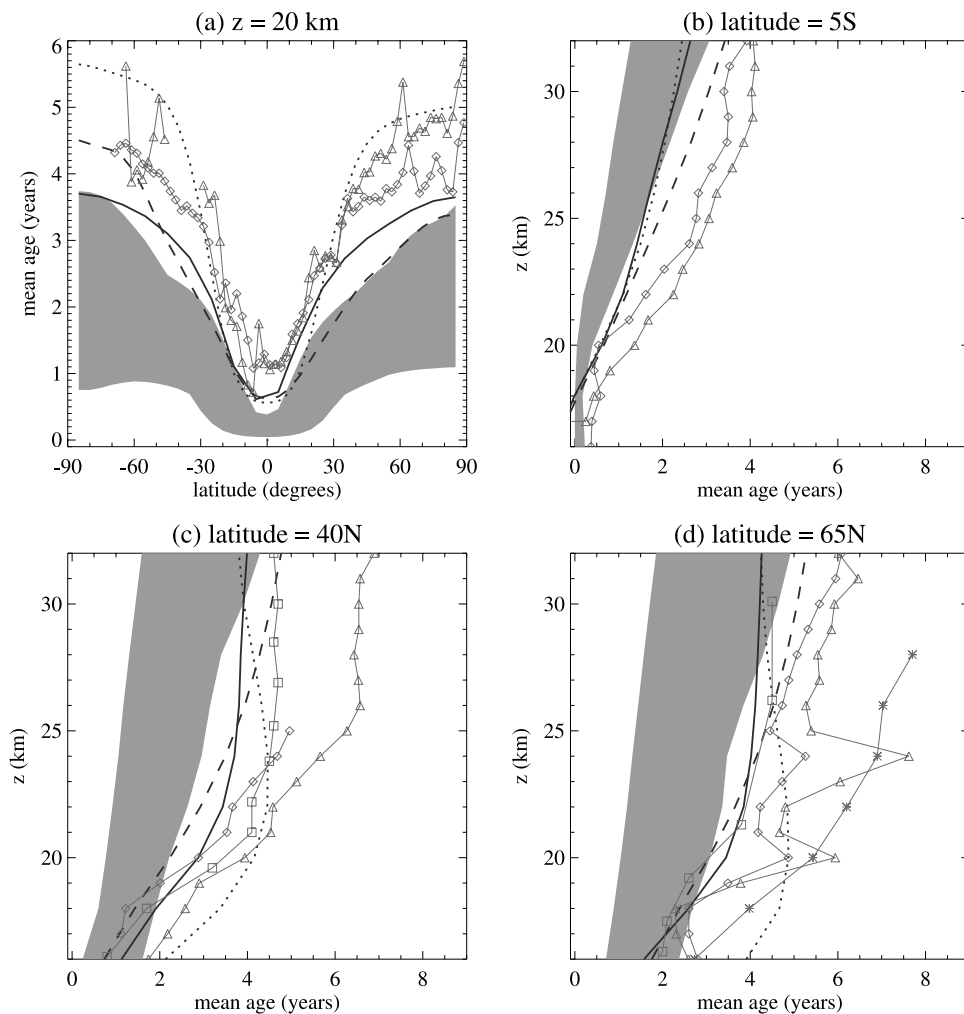 (a) z = 20 km
(b) latitude = 5S
6
5
4
3
2
1
0
mean age (years)
-90 -60 -30 0 30 60 90
latitude (degrees)
30
25
20
z (km)
0 2 4 6 8
mean age (years)
(c) latitude = 40N
(d) latitude = 65N
30
25
20
z (km)
0 2 4 6 8
mean age (years)
30
25
20
z (km)
0 2 4 6 8
mean age (years)